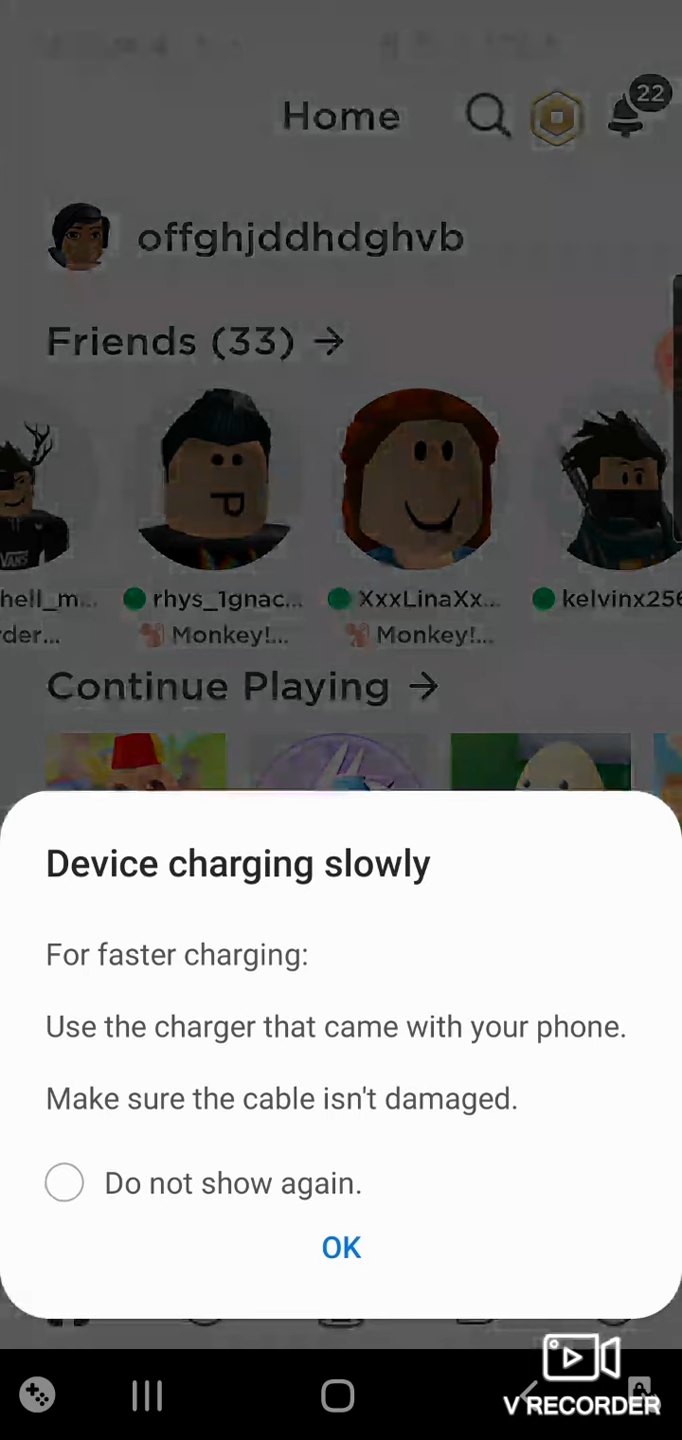 Home
22
offghjddhdghvb
Friends (33) →
hell_m...
rhys_1gnac...
XxxLinaXx...
kelvinx256
rder...
Monkey!...
Monkey!...
Continue Playing →
Device charging slowly
For faster charging:
Use the charger that came with your phone.
Make sure the cable isn't damaged.
Do not show again.
OK
V RECORDER